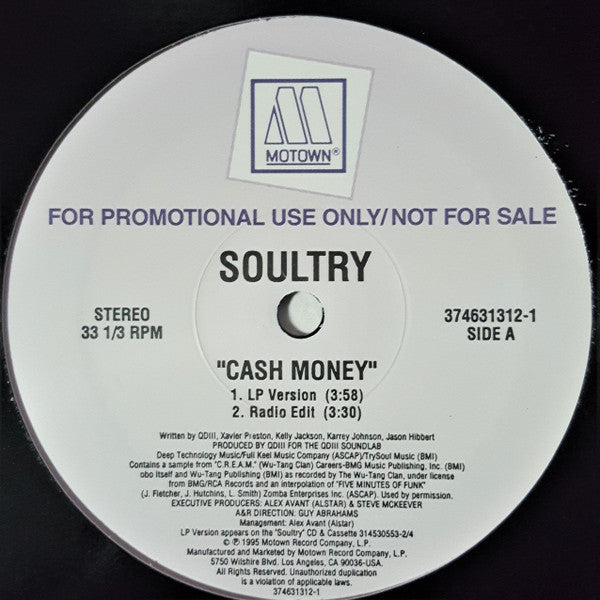 MOTOWN®
FOR PROMOTIONAL USE ONLY/NOT FOR SALE
SOULTRY
STEREO
33 1/3 RPM
374631312-1
SIDE A
"CASH MONEY"
1. LP Version (3:58)
2. Radio Edit (3:30)
Written by QDIII, Xavier Preston, Kelly Jackson, Karrey Johnson, Jason Hibbert
PRODUCED BY QDIII FOR THE QDIII SOUNDLAB
Deep Technology Music/Full Keel Music Company (ASCAP)/TrySoul Music (BMI)
Contains a sample from "C.R.E.A.M." (Wu-Tang Clan) Careers-BMG Music Publishing, Inc. (BMI)
obo itself and Wu-Tang Publishing (BMI) as recorded by The Wu-Tang Clan, under license
from BMG/RCA Records and an interpolation of "FIVE MINUTES OF FUNK"
(J. Fletcher, J. Hutchins, L. Smith) Zomba Enterprises Inc. (ASCAP). Used by permission.
EXECUTIVE PRODUCERS: ALEX AVANT (ALSTAR) & STEVE MCKEEVER
A&R DIRECTION: GUY ABRAHAMS
Management: Alex Avant (Alstar)
LP Version appears on the "Soultry" CD & Cassette 314530553-2/4
© ℗ 1995 Motown Record Company, L.P.
Manufactured and Marketed by Motown Record Company, L.P.
5750 Wilshire Blvd. Los Angeles, CA 90036-USA.
All Rights Reserved. Unauthorized duplication
is a violation of applicable laws.
374631312-1